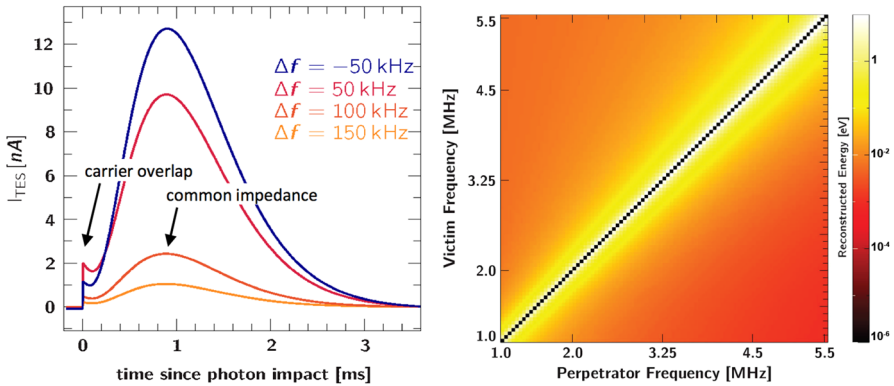 12
10
8
6
4
2
0
I_TES [nA]
Δf = −50 kHz
Δf = 50 kHz
Δf = 100 kHz
Δf = 150 kHz
carrier overlap
common impedance
0
1
2
3
time since photon impact [ms]
5.5
4.5
3.25
2.0
1.0
Victim Frequency [MHz]
1.0
2.0
3.25
4.5
5.5
Perpetrator Frequency [MHz]
Reconstructed Energy [eV]
1
10⁻²
10⁻⁶